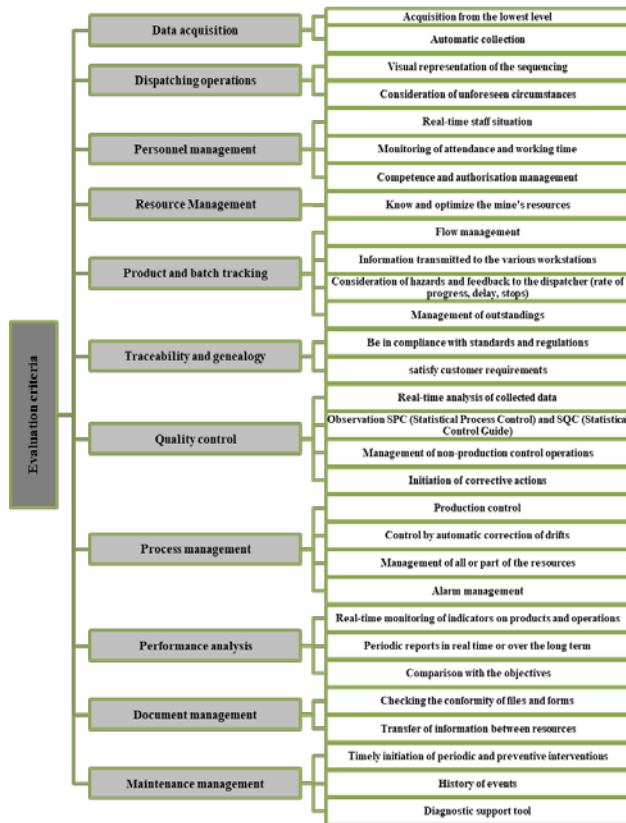 Evaluation criteria
Data acquisition
Acquisition from the lowest level
Automatic collection
Dispatching operations
Visual representation of the sequencing
Consideration of unforeseen circumstances
Personnel management
Real-time staff situation
Monitoring of attendance and working time
Competence and authorisation management
Resource Management
Know and optimize the mine's resources
Product and batch tracking
Flow management
Information transmitted to the various workstations
Consideration of hazards and feedback to the dispatcher (rate of
progress, delay, stops)
Management of outstandings
Traceability and genealogy
Be in compliance with standards and regulations
satisfy customer requirements
Quality control
Real-time analysis of collected data
Observation SPC (Statistical Process Control) and SQC (Statistical
Control Guide)
Management of non-production control operations
Initiation of corrective actions
Process management
Production control
Control by automatic correction of drifts
Management of all or part of the resources
Alarm management
Performance analysis
Real-time monitoring of indicators on products and operations
Periodic reports in real time or over the long term
Comparison with the objectives
Document management
Checking the conformity of files and forms
Transfer of information between resources
Maintenance management
Timely initiation of periodic and preventive interventions
History of events
Diagnostic support tool